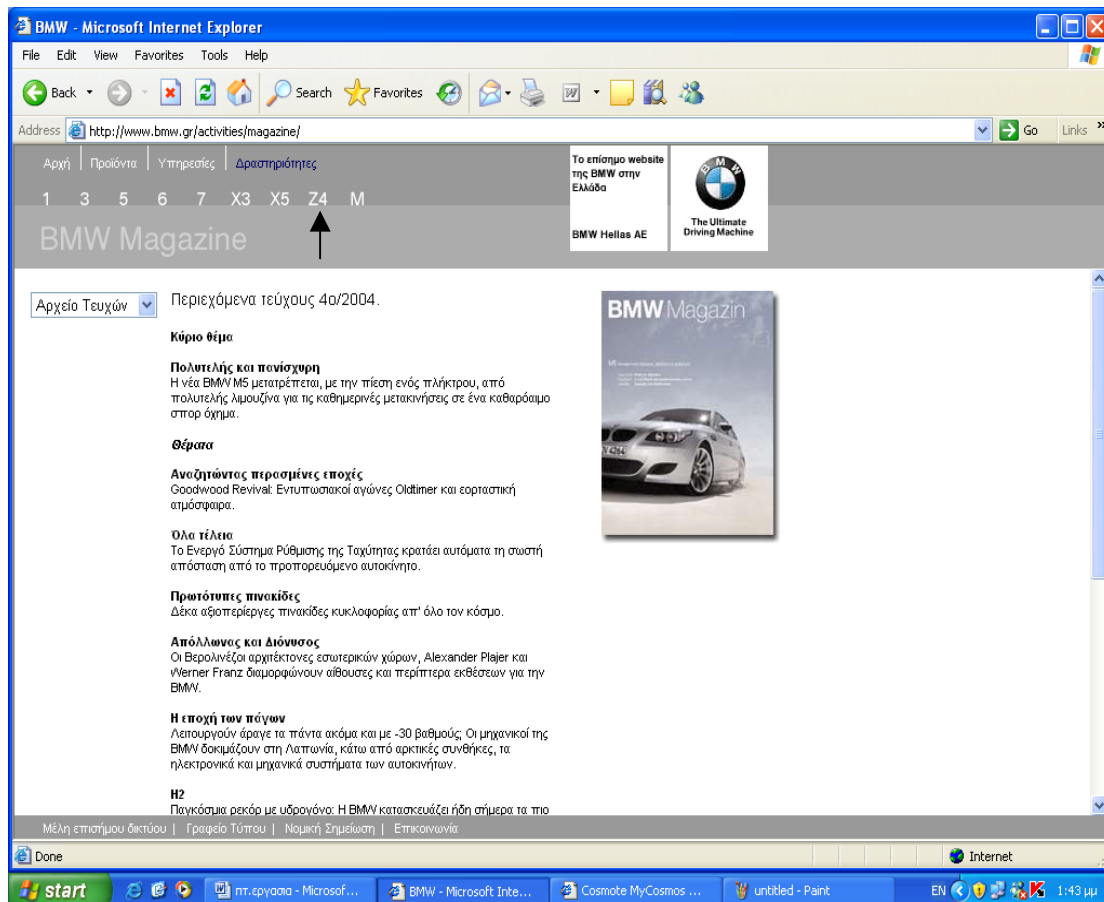 BMW - Microsoft Internet Explorer
File Edit View Favorites Tools Help
Back Search Favorites
Address http://www.bmw.gr/activities/magazine/ Go Links »
Αρχή Προϊόντα Υπηρεσίες Δραστηριότητες
1 3 5 6 7 X3 X5 Z4 M
BMW Magazine
Το επίσημο website
της BMW στην
Ελλάδα
BMW Hellas AE
BMW
The Ultimate
Driving Machine
Αρχείο Τευχών
Περιεχόμενα τεύχους 4ο/2004.
Κύριο θέμα
Πολυτελής και πανίσχυρη
Η νέα BMW M5 μετατρέπεται, με την πίεση ενός πλήκτρου, από
πολυτελής λιμουζίνα για τις καθημερινές μετακινήσεις σε ένα καθαρόαιμο
σπορ όχημα.
Θέματα
Αναζητώντας περασμένες εποχές
Goodwood Revival: Εντυπωσιακοί αγώνες Oldtimer και εορταστική
ατμόσφαιρα.
Όλα τέλεια
Το Ενεργό Σύστημα Ρύθμισης της Ταχύτητας κρατάει αυτόματα τη σωστή
απόσταση από το προπορευόμενο αυτοκίνητο.
Πρωτότυπες πινακίδες
Δέκα αξιοπερίεργες πινακίδες κυκλοφορίας απ' όλο τον κόσμο.
Απόλλωνας και Διόνυσος
Οι Βερολινέζοι αρχιτέκτονες εσωτερικών χώρων, Alexander Plajer και
Werner Franz διαμορφώνουν αίθουσες και περίπτερα εκθέσεων για την
BMW.
Η εποχή των πάγων
Λειτουργούν άραγε τα πάντα ακόμα και με -30 βαθμούς; Οι μηχανικοί της
BMW δοκιμάζουν στη Λαπωνία, κάτω από αρκτικές συνθήκες, τα
ηλεκτρονικά και μηχανικά συστήματα των αυτοκινήτων.
H2
Παγκόσμια ρεκόρ με υδρογόνο: Η BMW κατασκευάζει ήδη σήμερα τα πιο
BMW Magazin
Μέλη επισήμου δικτύου | Γραφείο Τύπου | Νομική Σημείωση | Επικοινωνία
Done Internet
start πτ.εργασια - Microsof... BMW - Microsoft Inte... Cosmote MyCosmos ... untitled - Paint EN 1:43 μμ